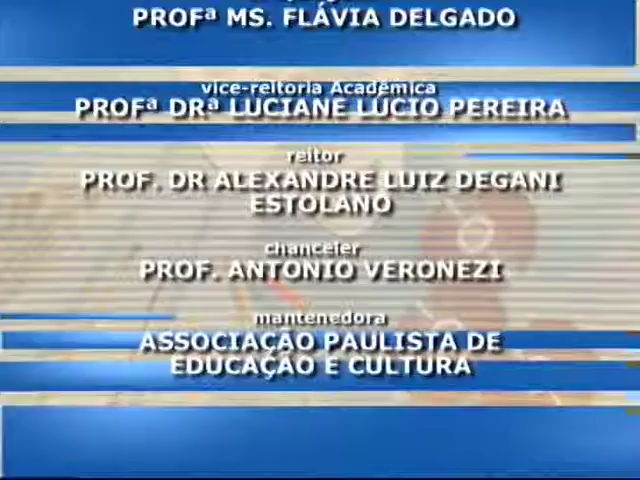 PROFª MS. FLÁVIA DELGADO
vice-reitoria Acadêmica
PROFª DRª LUCIANE LÚCIO PEREIRA
reitor
PROF. DR ALEXANDRE LUIZ DEGANI
ESTOLANO
chanceler
PROF. ANTONIO VERONEZI
mantenedora
ASSOCIAÇÃO PAULISTA DE
EDUCAÇÃO E CULTURA